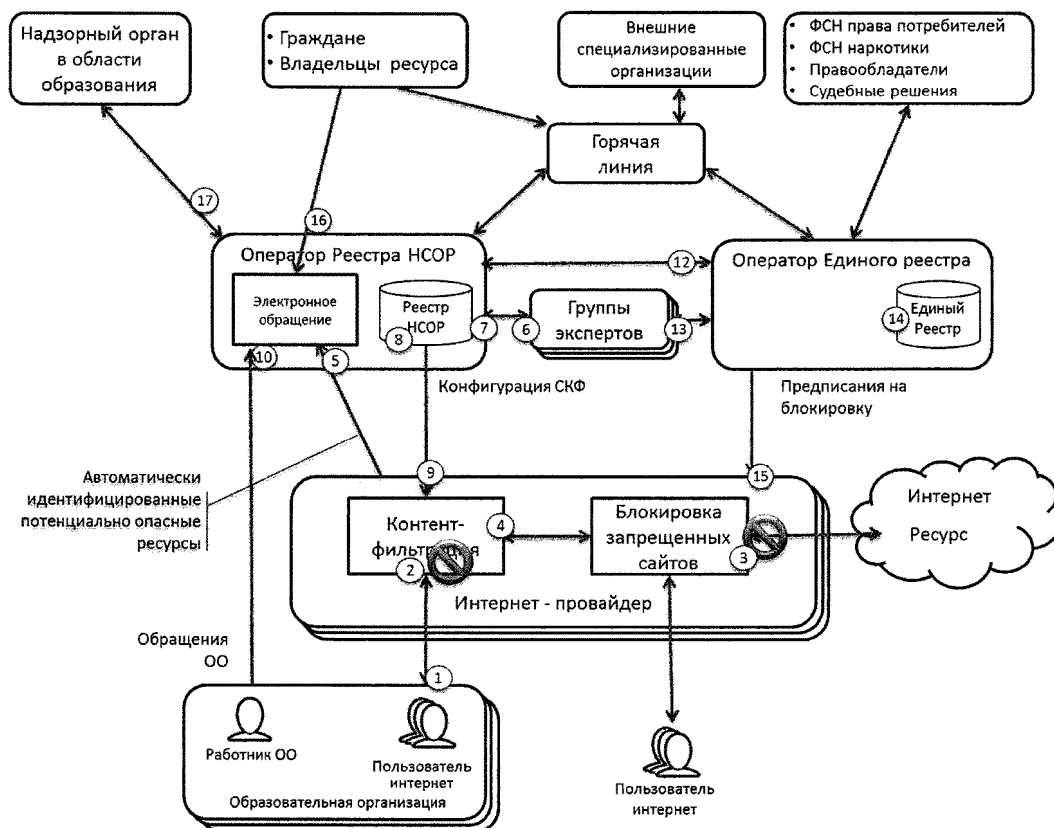 Надзорный орган
в области
образования
• Граждане
• Владельцы ресурса
Внешние
специализированные
организации
• ФСН права потребителей
• ФСН наркотики
• Правообладатели
• Судебные решения
Горячая
линия
17
16
Оператор Реестра НСОР
12
Оператор Единого реестра
Электронное
обращение
Реестр
НСОР
8
7
6
Группы
экспертов
13
14
Единый
Реестр
10
5
Конфигурация СКФ
Предписания на
блокировку
Автоматически
идентифицированные
потенциально опасные
ресурсы
9
15
Контент-
фильтрация
2
4
Блокировка
запрещенных
сайтов
3
Интернет
Ресурс
Интернет - провайдер
Обращения
ОО
1
Работник ОО
Пользователь
интернет
Образовательная организация
Пользователь
интернет